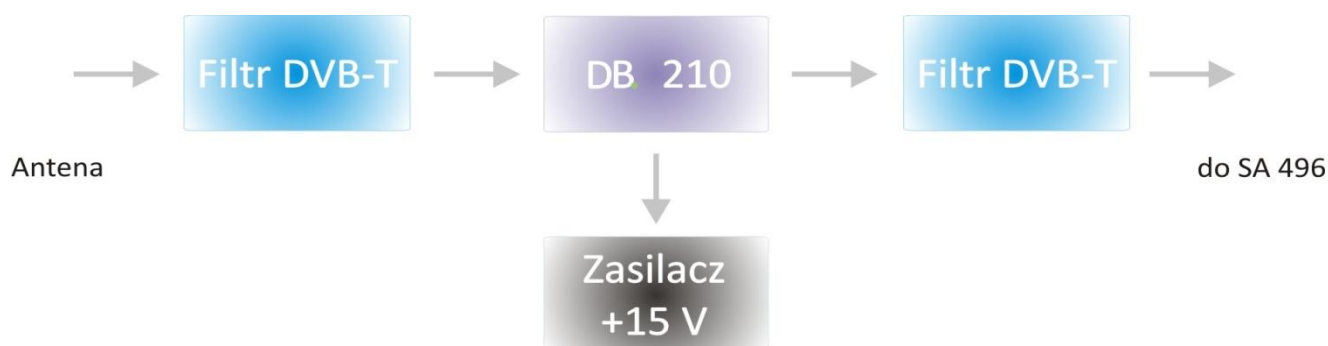 Filtr DVB-T
DB. 210
Filtr DVB-T
Antena
do SA 496
Zasilacz
+15 V